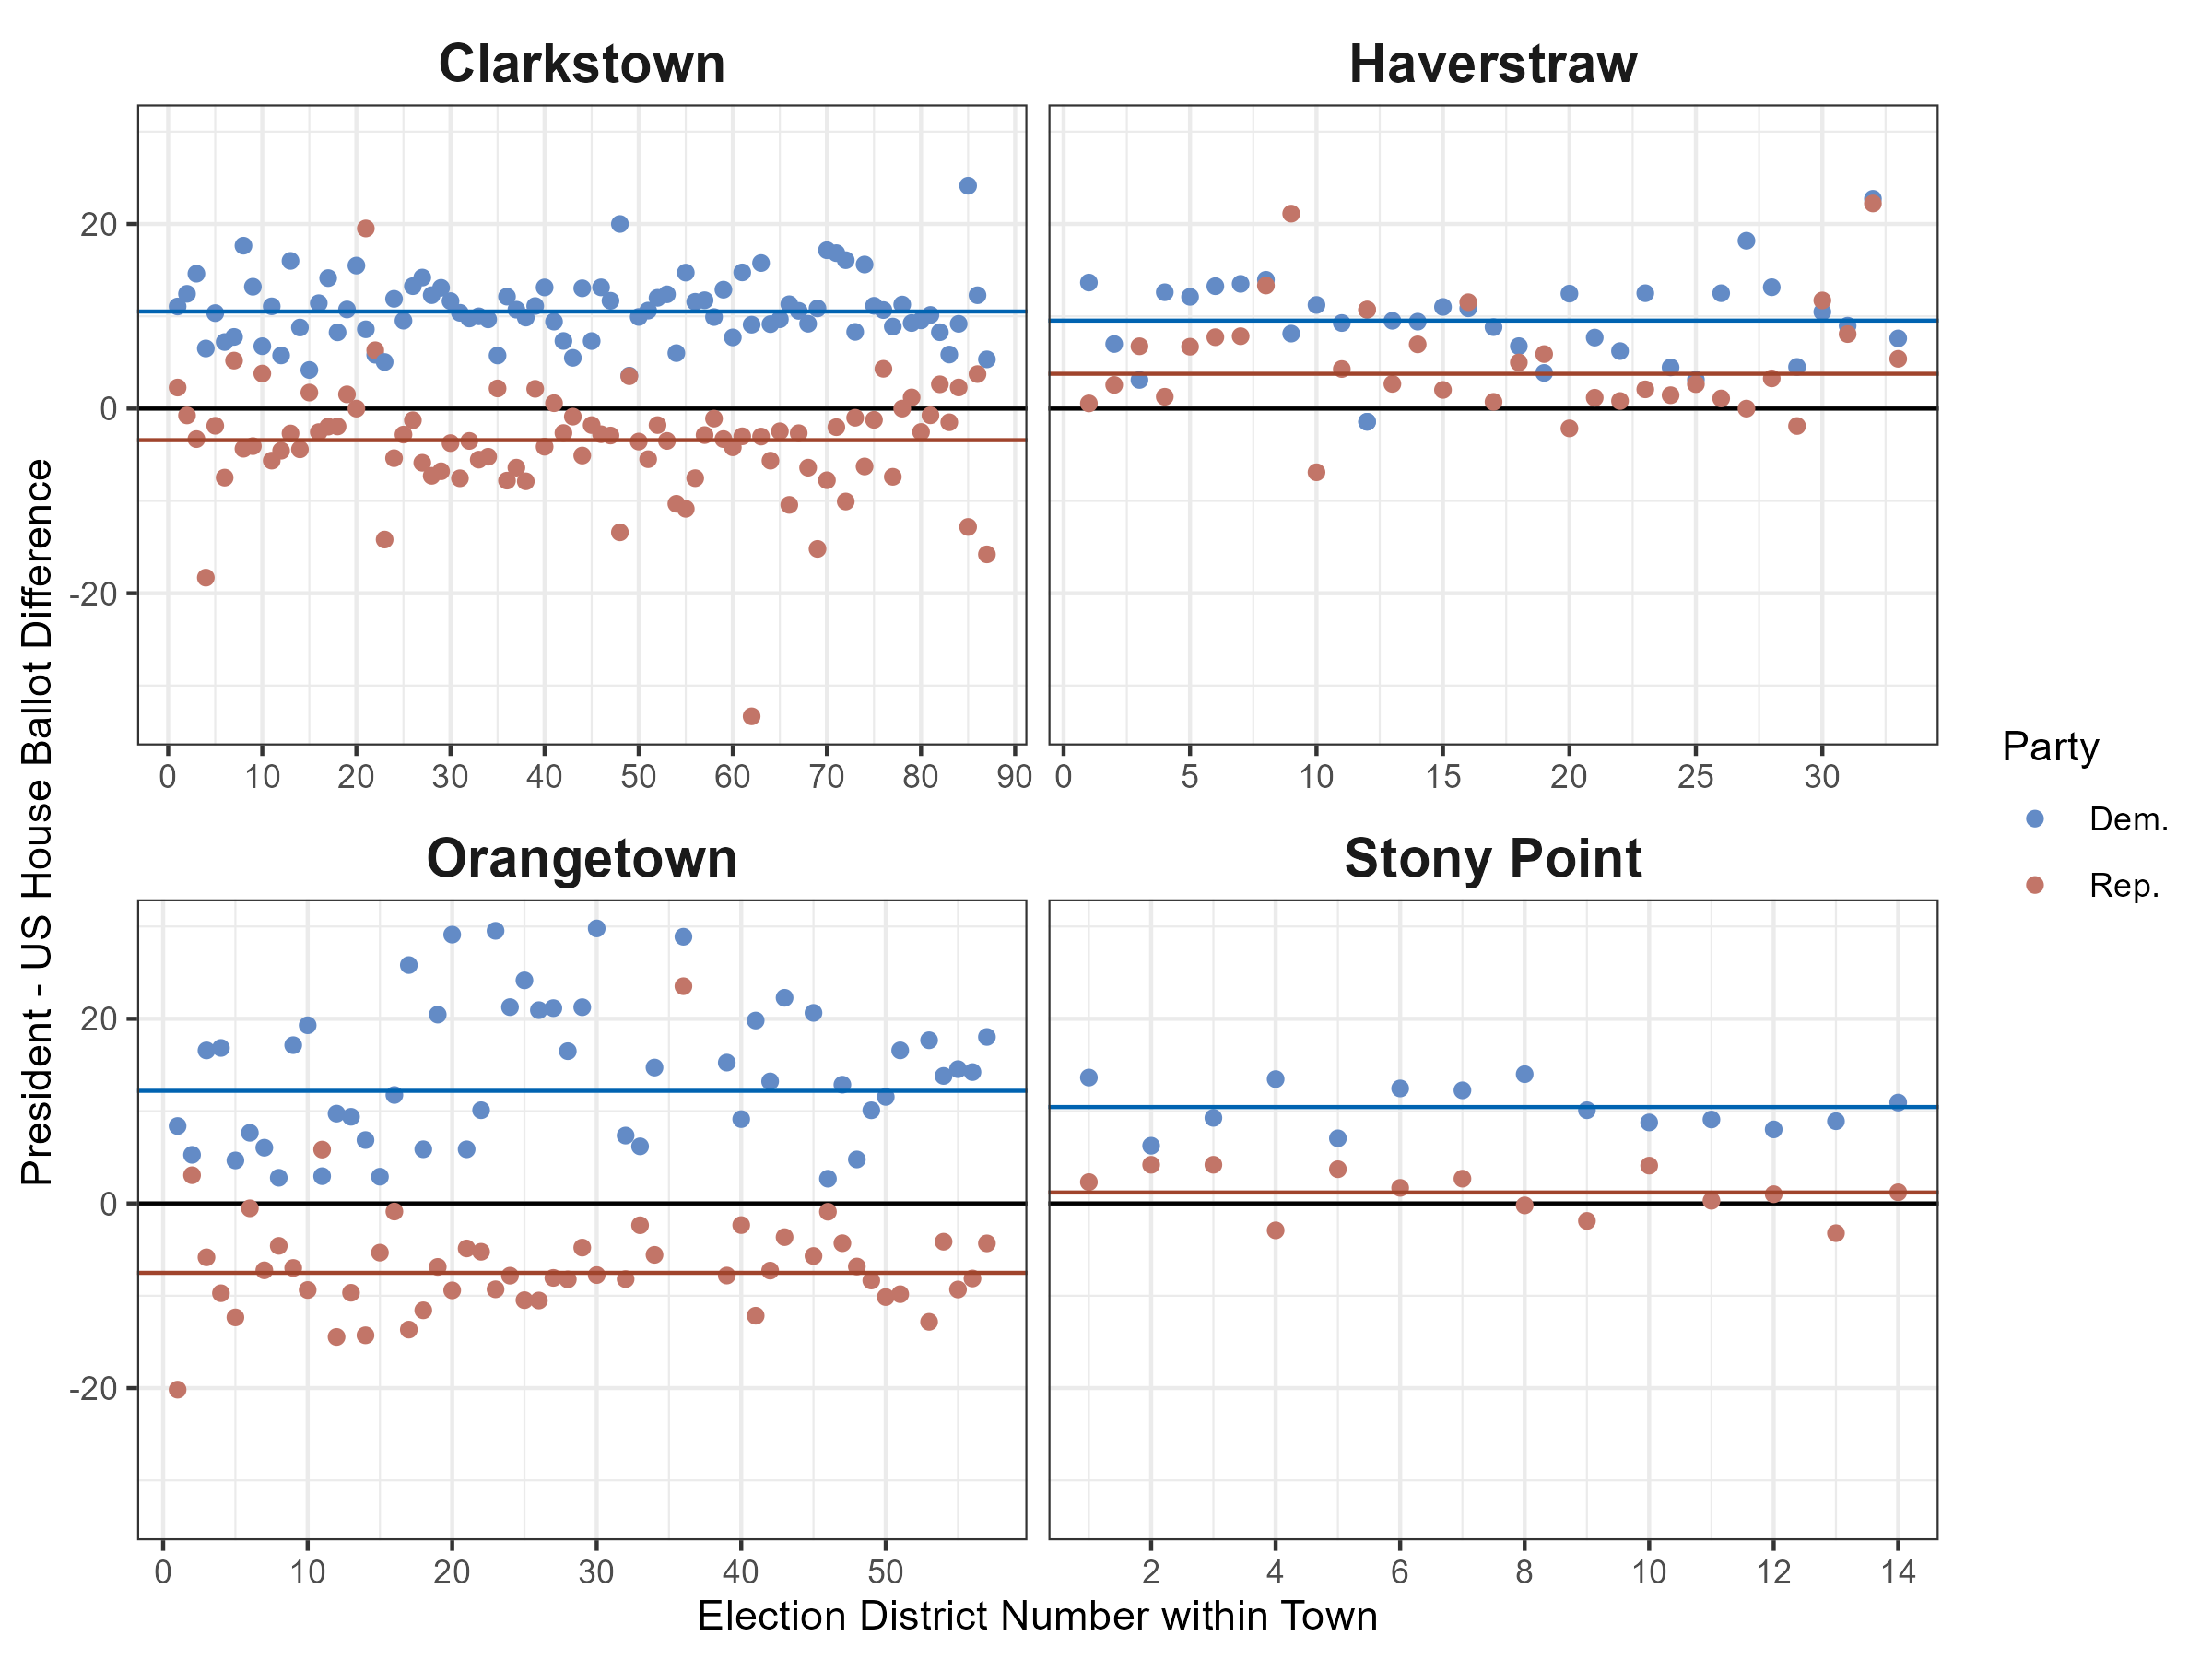 Clarkstown
Haverstraw
President - US House Ballot Difference
20
0
-20
0 10 20 30 40 50 60 70 80 90
0 5 10 15 20 25 30
Party
Dem.
Rep.
Orangetown
Stony Point
20
0
-20
0 10 20 30 40 50
2 4 6 8 10 12 14
Election District Number within Town